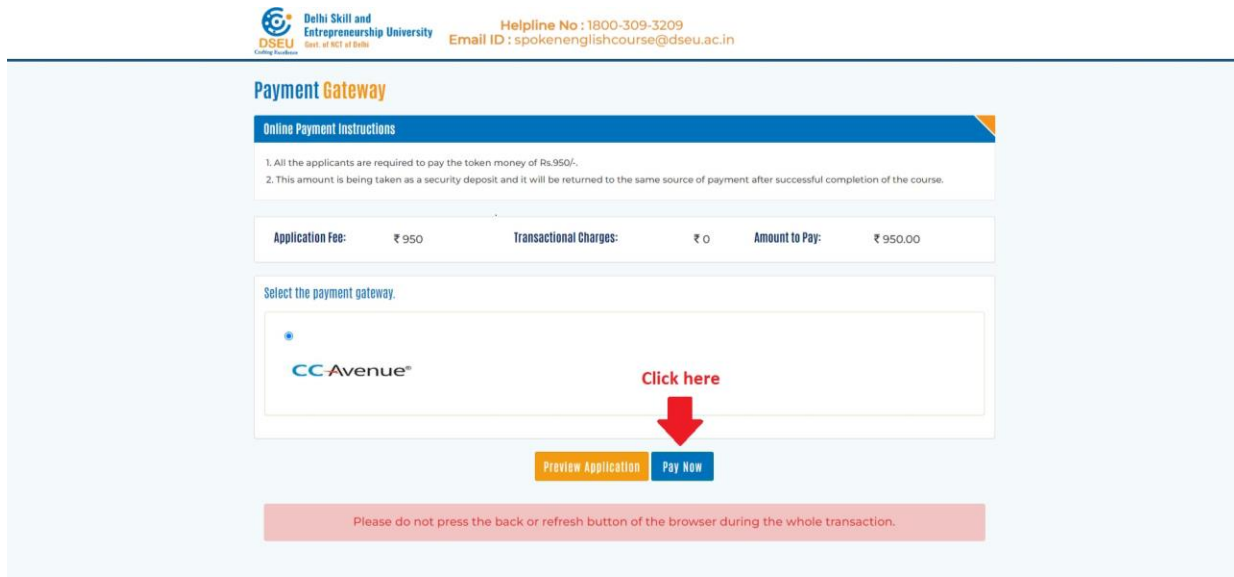 Delhi Skill and
Entrepreneurship University
Govt. of NCT of Delhi
DSEU
Coding Excellence
Helpline No : 1800-309-3209
Email ID : spokenenglishcourse@dseu.ac.in
Payment Gateway
Online Payment Instructions
1. All the applicants are required to pay the token money of Rs.950/-.
2. This amount is being taken as a security deposit and it will be returned to the same source of payment after successful completion of the course.
Application Fee: ₹ 950 Transactional Charges: ₹ 0 Amount to Pay: ₹ 950.00
Select the payment gateway.
CCAvenue®
Click here
Preview Application Pay Now
Please do not press the back or refresh button of the browser during the whole transaction.